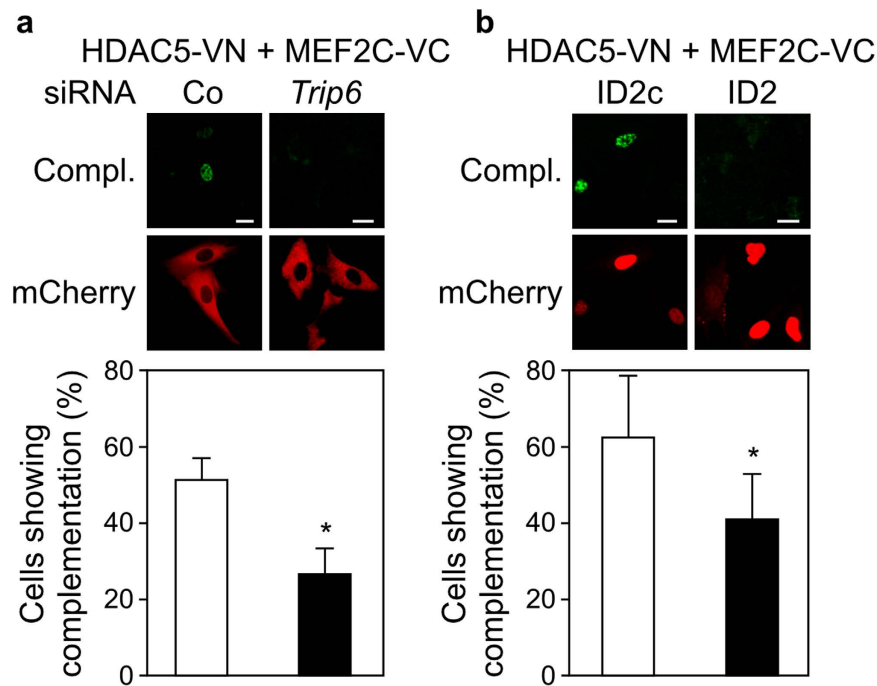 a
HDAC5-VN + MEF2C-VC
siRNA Co Trip6
Compl.
mCherry
Cells showing
complementation (%)
80
60
40
20
0
*
b
HDAC5-VN + MEF2C-VC
ID2c ID2
Compl.
mCherry
Cells showing
complementation (%)
80
60
40
20
0
*